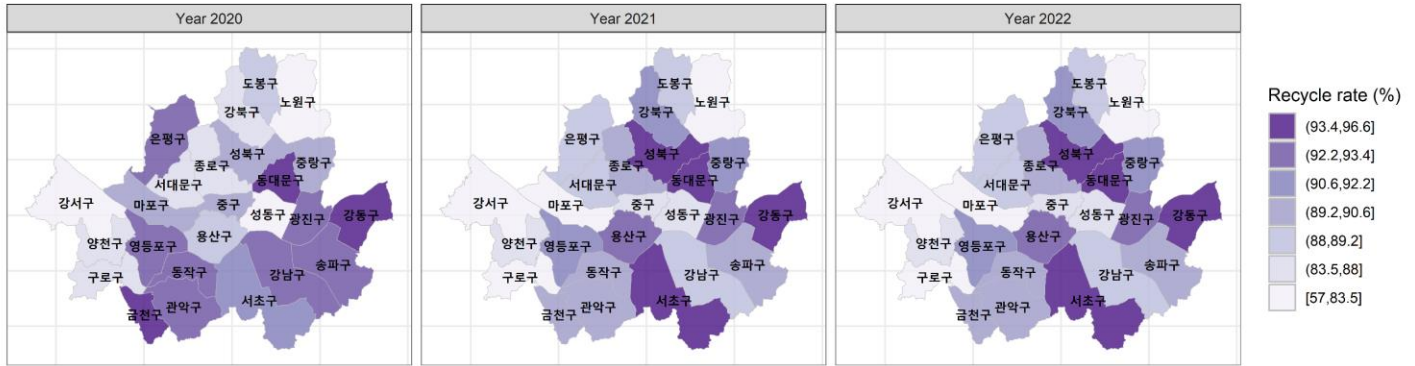 Year 2020
도봉구
노원구
강북구
은평구
성북구
종로구
중랑구
동대문구
서대문구
강서구
마포구
중구
성동구
광진구
강동구
양천구
영등포구
용산구
송파구
구로구
동작구
강남구
관악구
서초구
금천구
Year 2021
도봉구
노원구
강북구
은평구
성북구
종로구
중랑구
동대문구
서대문구
강서구
마포구
중구
성동구
광진구
강동구
양천구
영등포구
용산구
송파구
구로구
동작구
강남구
관악구
서초구
금천구
Year 2022
도봉구
노원구
강북구
은평구
성북구
종로구
중랑구
동대문구
서대문구
강서구
마포구
중구
성동구
광진구
강동구
양천구
영등포구
용산구
송파구
구로구
동작구
강남구
관악구
서초구
금천구
Recycle rate (%)
(93.4,96.6]
(92.2,93.4]
(90.6,92.2]
(89.2,90.6]
(88,89.2]
(83.5,88]
[57,83.5]